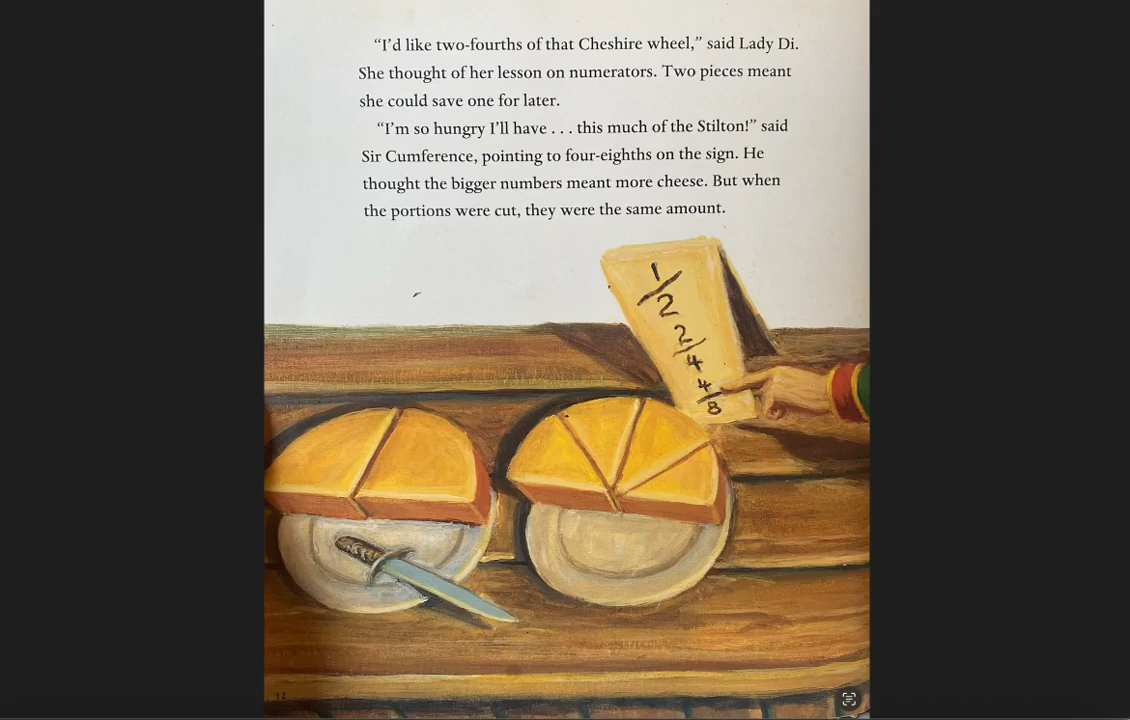 “I’d like two-fourths of that Cheshire wheel,” said Lady Di.
She thought of her lesson on numerators. Two pieces meant
she could save one for later.
“I’m so hungry I’ll have . . . this much of the Stilton!” said
Sir Cumference, pointing to four-eighths on the sign. He
thought the bigger numbers meant more cheese. But when
the portions were cut, they were the same amount.
1/2
2/4
4/8
12